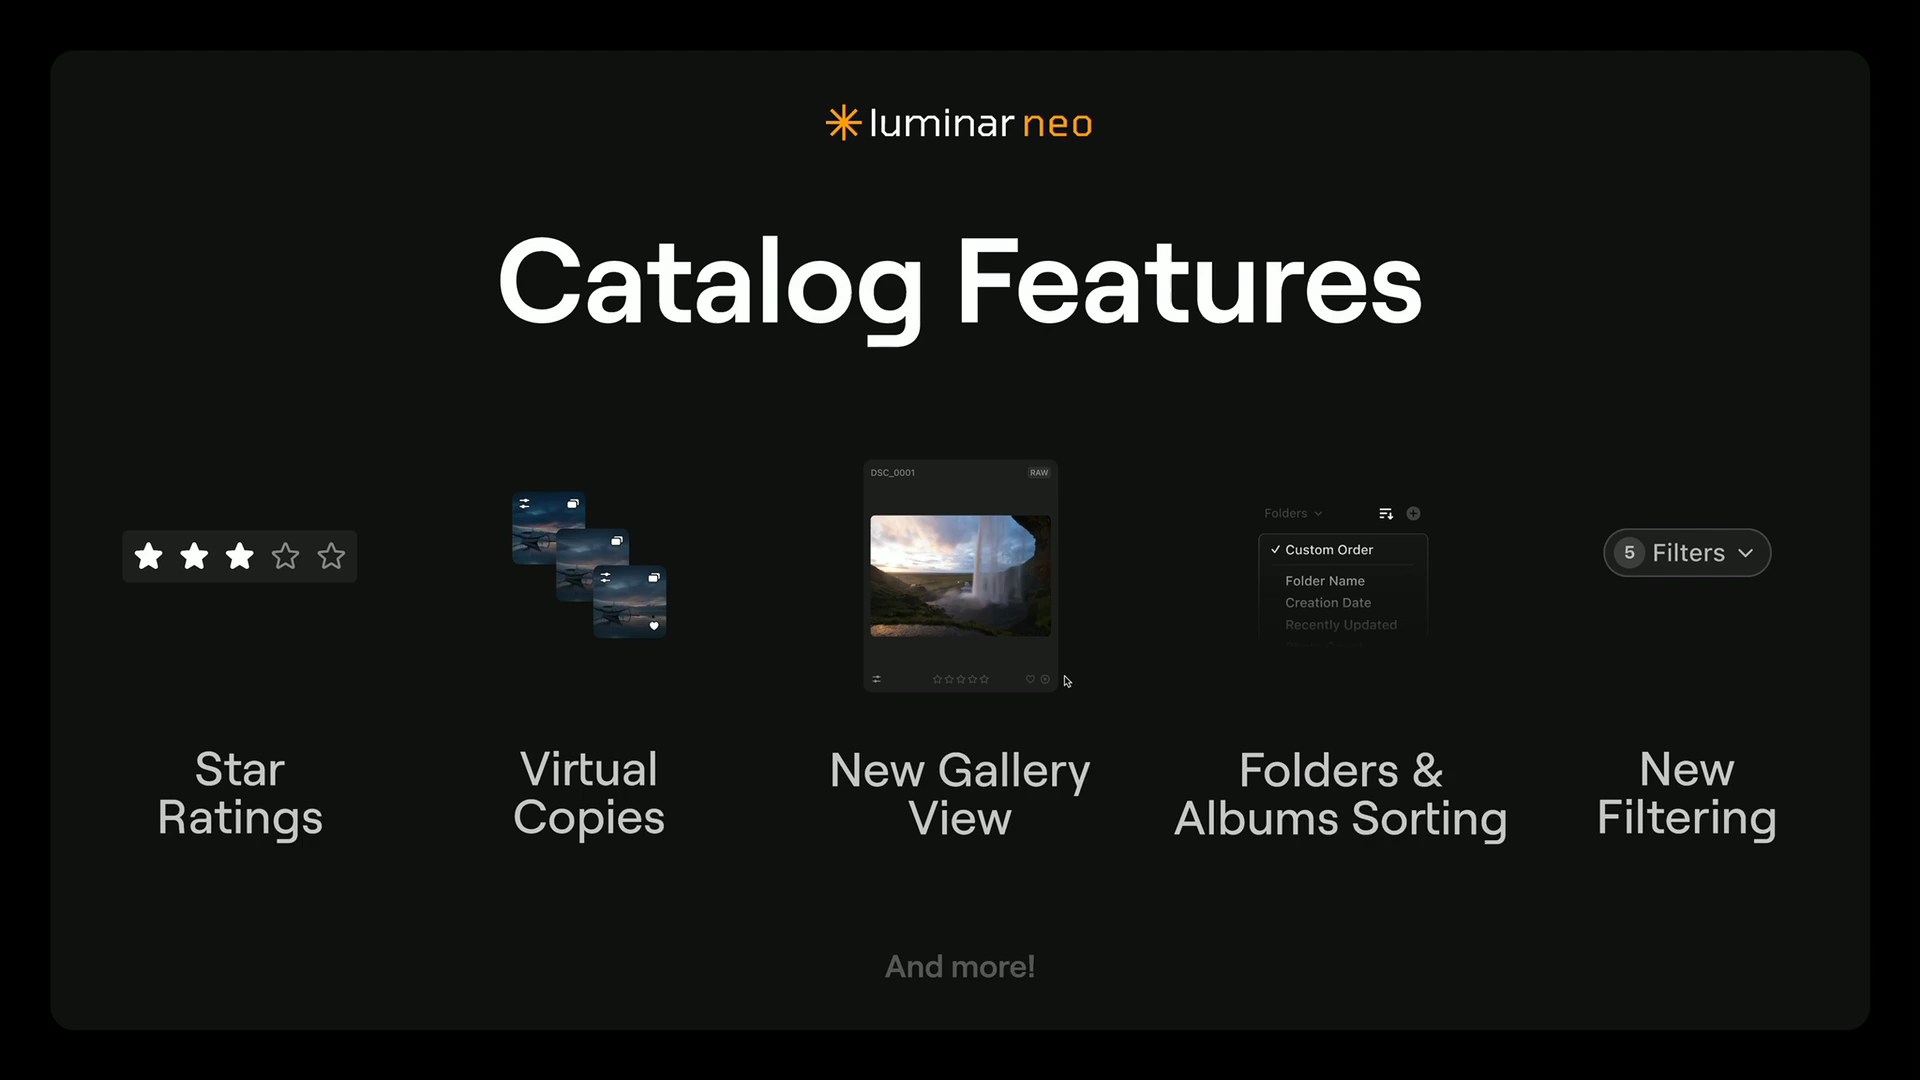 luminar neo
Catalog Features
DSC_0001
RAW
Folders
Custom Order
Folder Name
Creation Date
Recently Updated
5 Filters
Star
Ratings
Virtual
Copies
New Gallery
View
Folders &
Albums Sorting
New
Filtering
And more!